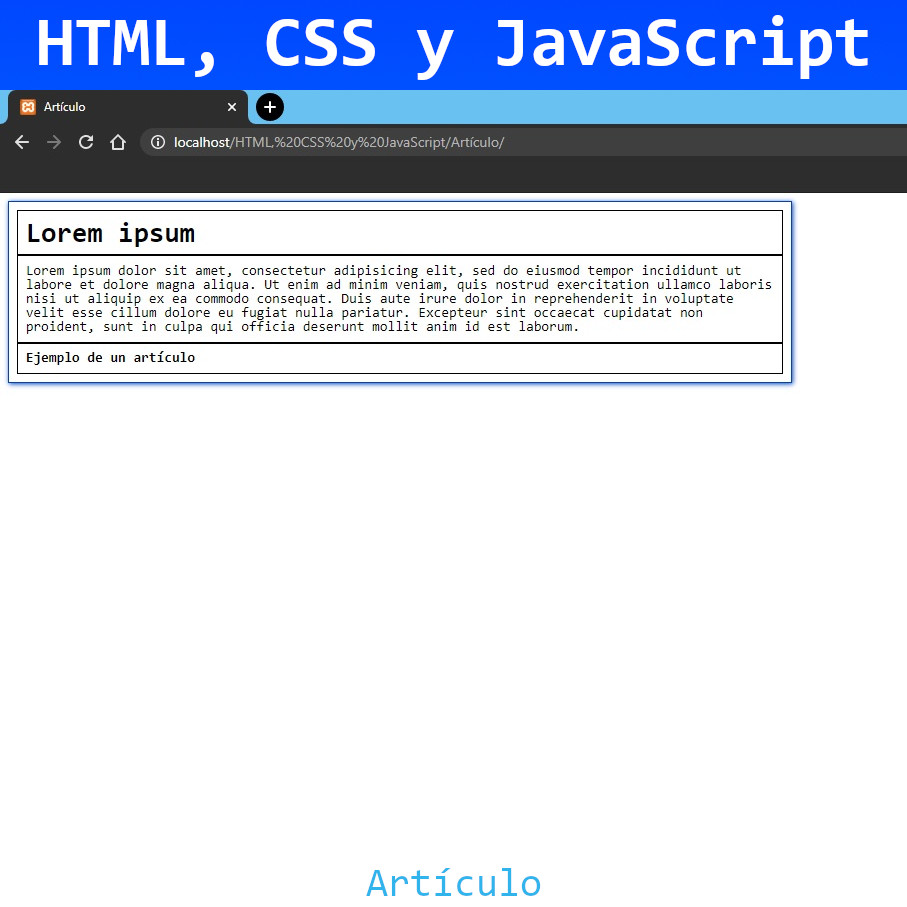 HTML, CSS y JavaScript
Artículo
localhost/HTML,%20CSS%20y%20JavaScript/Artículo/
Lorem ipsum
Lorem ipsum dolor sit amet, consectetur adipisicing elit, sed do eiusmod tempor incididunt ut
labore et dolore magna aliqua. Ut enim ad minim veniam, quis nostrud exercitation ullamco laboris
nisi ut aliquip ex ea commodo consequat. Duis aute irure dolor in reprehenderit in voluptate
velit esse cillum dolore eu fugiat nulla pariatur. Excepteur sint occaecat cupidatat non
proident, sunt in culpa qui officia deserunt mollit anim id est laborum.
Ejemplo de un artículo
Artículo